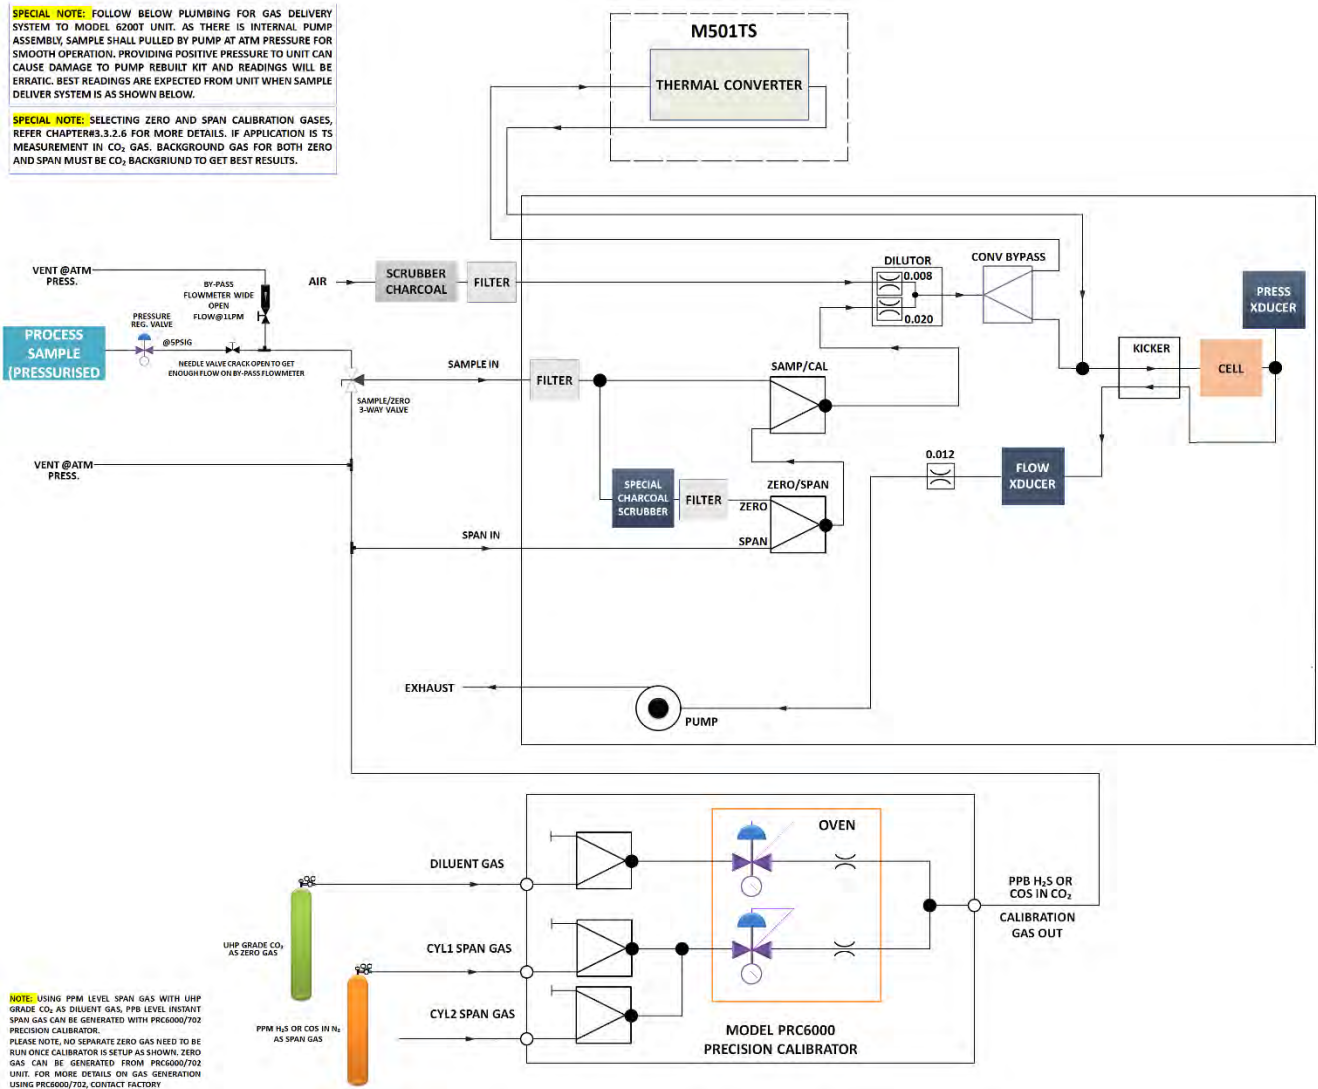 SPECIAL NOTE: FOLLOW BELOW PLUMBING FOR GAS DELIVERY
SYSTEM TO MODEL 6200T UNIT. AS THERE IS INTERNAL PUMP
ASSEMBLY, SAMPLE SHALL PULLED BY PUMP AT ATM PRESSURE FOR
SMOOTH OPERATION. PROVIDING POSITIVE PRESSURE TO UNIT CAN
CAUSE DAMAGE TO PUMP REBUILT KIT AND READINGS WILL BE
ERRATIC. BEST READINGS ARE EXPECTED FROM UNIT WHEN SAMPLE
DELIVER SYSTEM IS AS SHOWN BELOW.
SPECIAL NOTE: SELECTING ZERO AND SPAN CALIBRATION GASES,
REFER CHAPTER#3.3.2.6 FOR MORE DETAILS. IF APPLICATION IS TS
MEASUREMENT IN CO₂ GAS. BACKGROUND GAS FOR BOTH ZERO
AND SPAN MUST BE CO₂ BACKGRIUND TO GET BEST RESULTS.
M501TS
THERMAL CONVERTER
VENT @ATM
PRESS.
BY-PASS
FLOWMETER WIDE
OPEN
FLOW@1LPM
PRESSURE
REG. VALVE
@5PSIG
PROCESS
SAMPLE
(PRESSURISED
NEEDLE VALVE CRACK OPEN TO GET
ENOUGH FLOW ON BY-PASS FLOWMETER
SAMPLE/ZERO
3-WAY VALVE
AIR
SCRUBBER
CHARCOAL
FILTER
DILUTOR
0.008
0.020
CONV BYPASS
PRESS
XDUCER
KICKER
CELL
SAMPLE IN
FILTER
SAMP/CAL
VENT @ATM
PRESS.
SPECIAL
CHARCOAL
SCRUBBER
FILTER
ZERO/SPAN
ZERO
SPAN
SPAN IN
0.012
FLOW
XDUCER
EXHAUST
PUMP
OVEN
DILUENT GAS
CYL1 SPAN GAS
CYL2 SPAN GAS
PPB H₂S OR
COS IN CO₂
CALIBRATION
GAS OUT
UHP GRADE CO₂
AS ZERO GAS
PPM H₂S OR COS IN N₂
AS SPAN GAS
MODEL PRC6000
PRECISION CALIBRATOR
NOTE: USING PPM LEVEL SPAN GAS WITH UHP
GRADE CO₂ AS DILUENT GAS, PPB LEVEL INSTANT
SPAN GAS CAN BE GENERATED WITH PRC6000/702
PRECISION CALIBRATOR.
PLEASE NOTE, NO SEPARATE ZERO GAS NEED TO BE
RUN ONCE CALIBRATOR IS SETUP AS SHOWN. ZERO
GAS CAN BE GENERATED FROM PRC6000/702
UNIT. FOR MORE DETAILS ON GAS GENERATION
USING PRC6000/702, CONTACT FACTORY